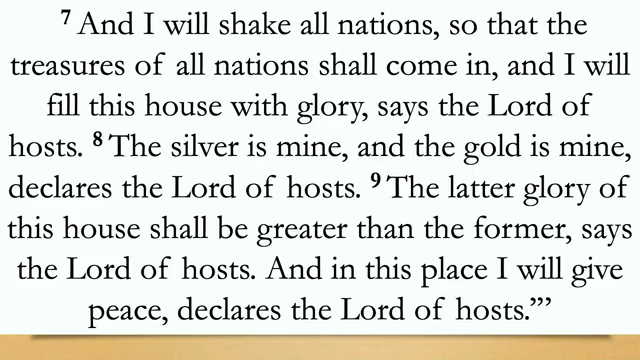 7 And I will shake all nations, so that the
treasures of all nations shall come in, and I will
fill this house with glory, says the Lord of
hosts. 8 The silver is mine, and the gold is mine,
declares the Lord of hosts. 9 The latter glory of
this house shall be greater than the former, says
the Lord of hosts. And in this place I will give
peace, declares the Lord of hosts.”’